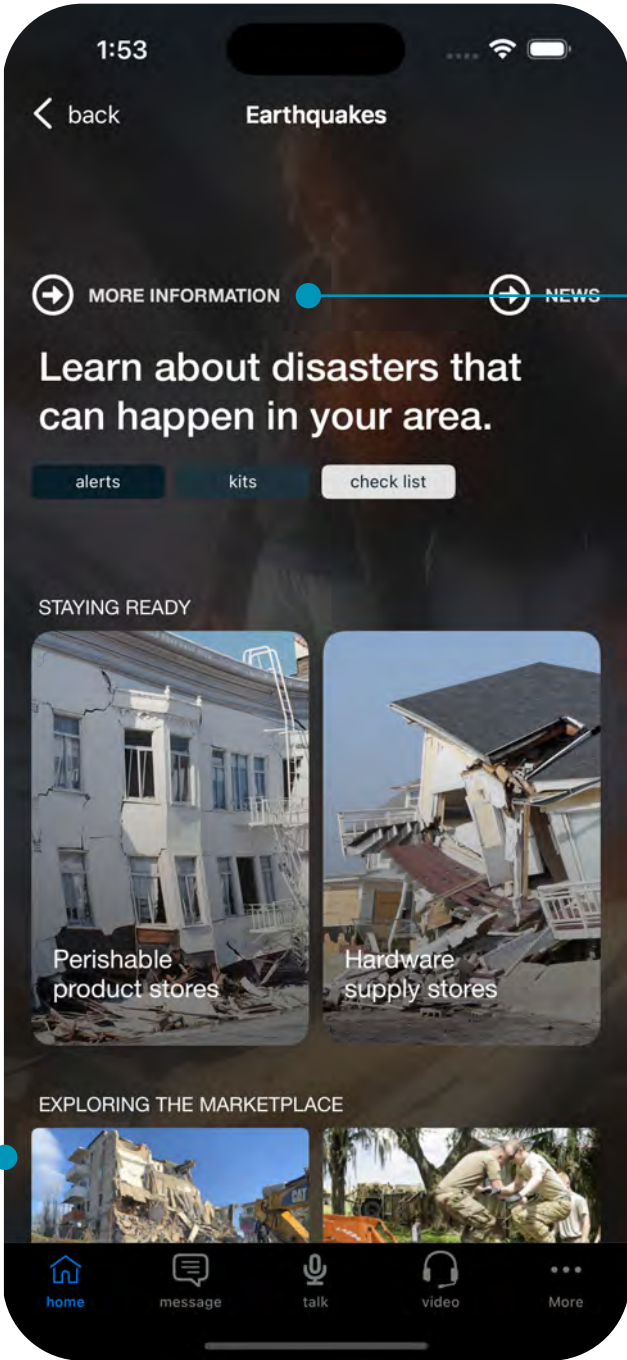 1:53
back
Earthquakes
MORE INFORMATION
NEWS
Learn about disasters that
can happen in your area.
alerts
kits
check list
STAYING READY
Perishable
product stores
Hardware
supply stores
EXPLORING THE MARKETPLACE
CAT
home
message
talk
video
More